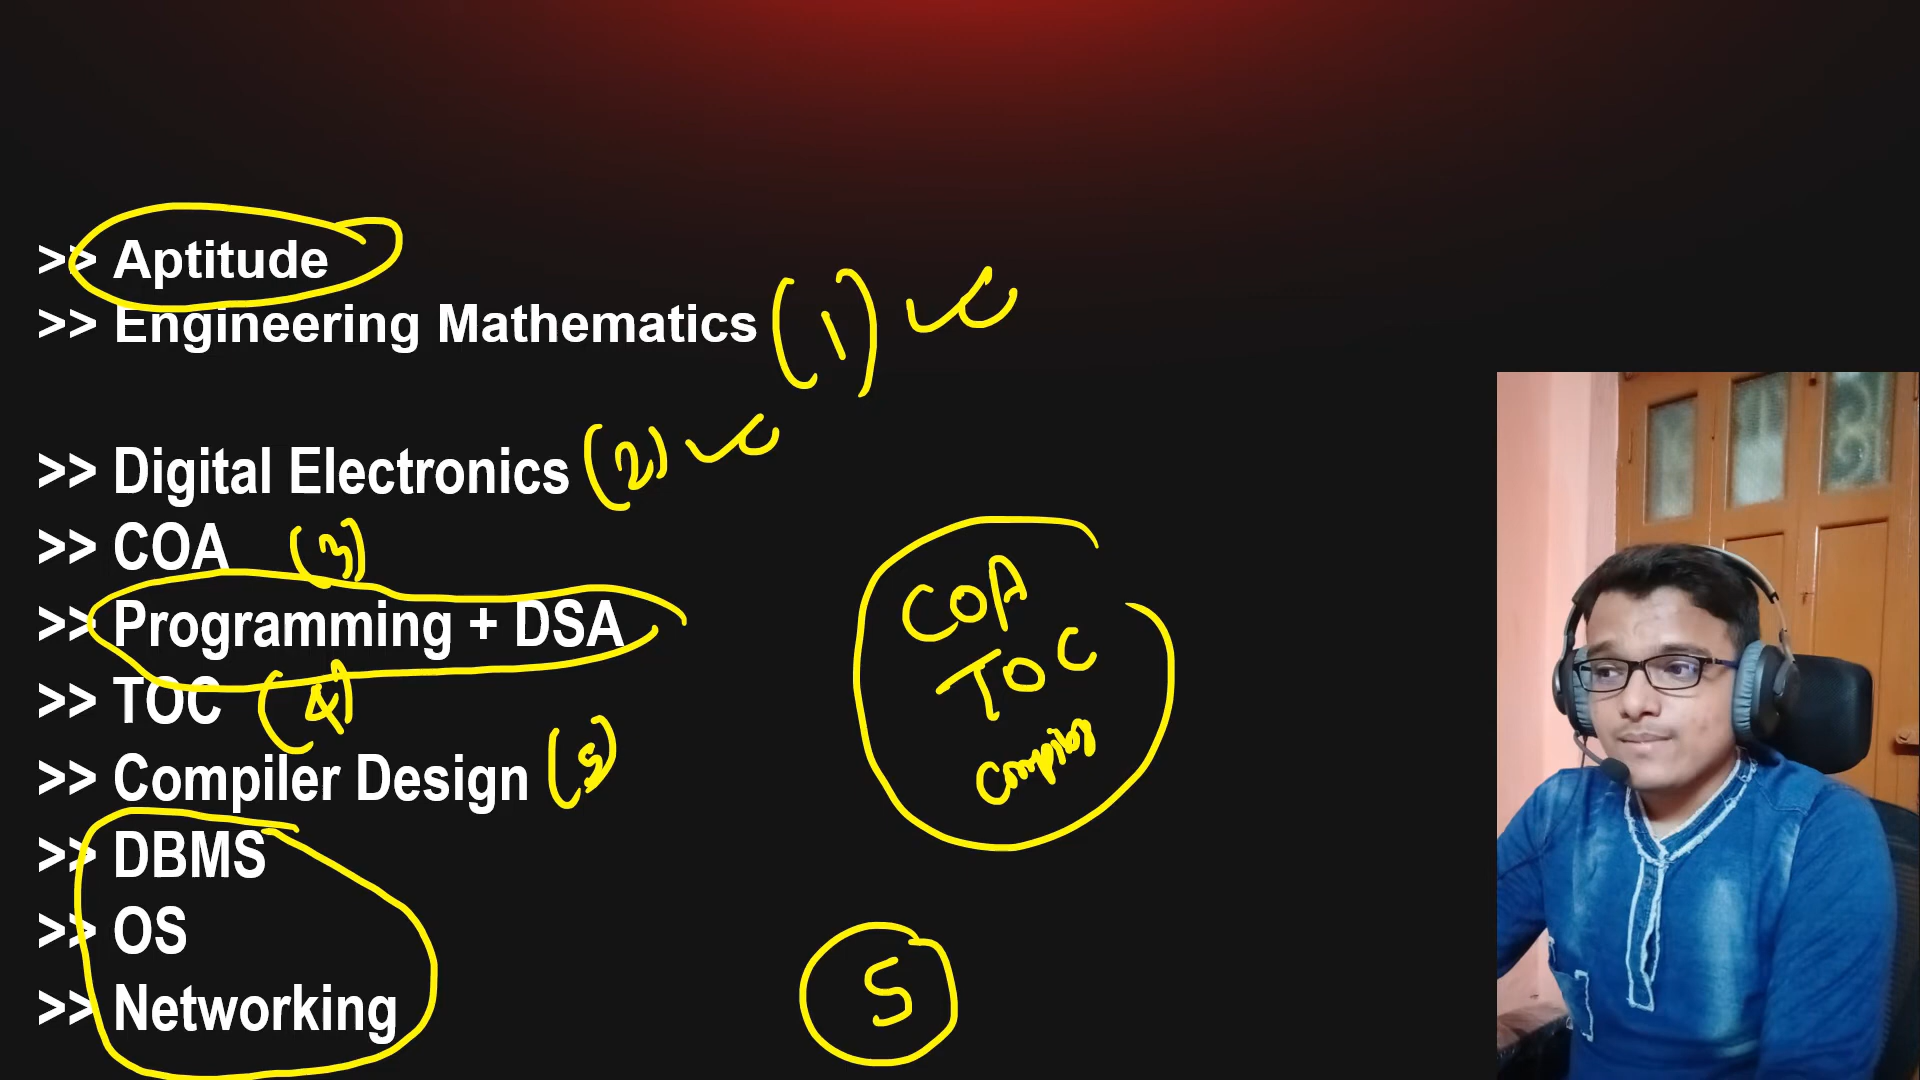 >> Aptitude
>> Engineering Mathematics (1)
>> Digital Electronics (2)
>> COA (3)
>> Programming + DSA
>> TOC (4)
>> Compiler Design (5)
>> DBMS
>> OS
>> Networking
COA
TOC
Compiler
5